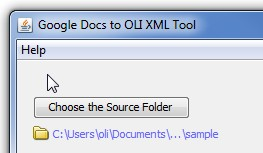 Google Docs to OLI XML Tool
Help
Choose the Source Folder
C:\Users\oli\Documents\...\sample